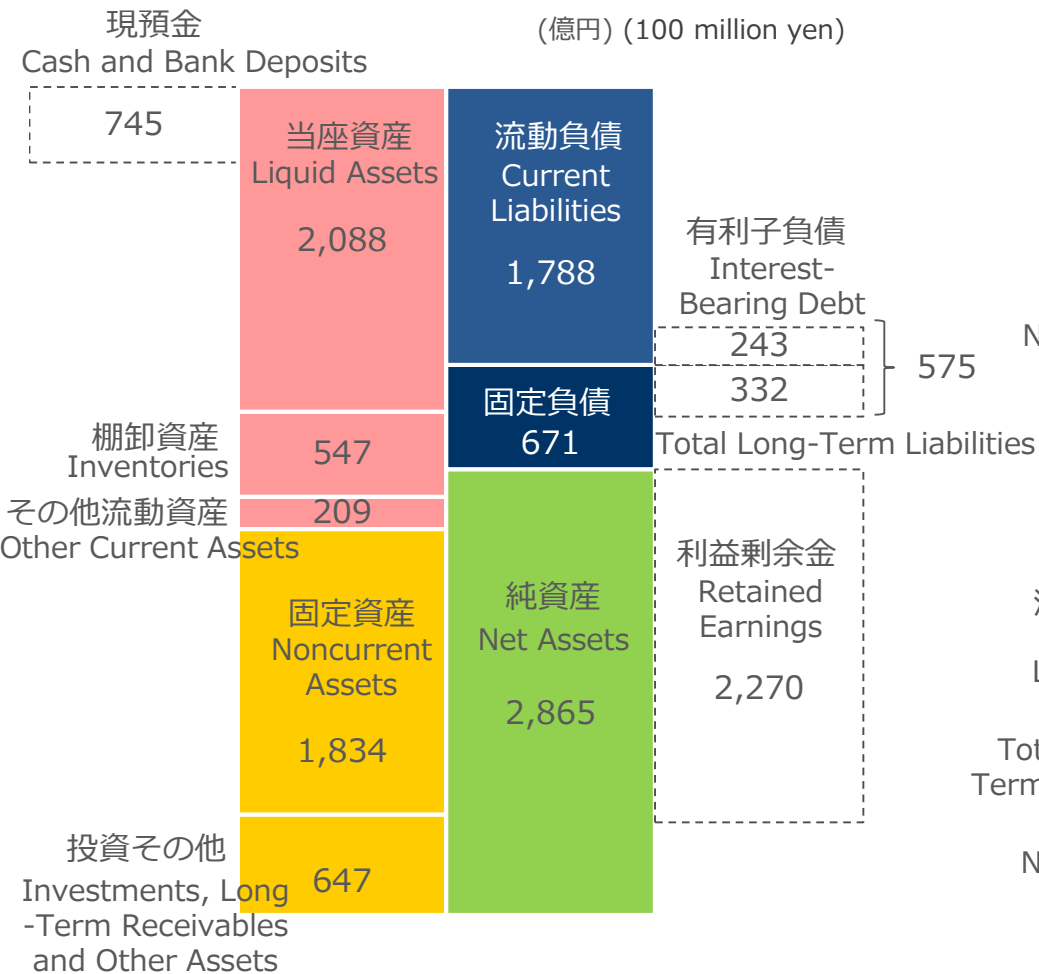 現預金
Cash and Bank Deposits
(億円) (100 million yen)
745
当座資産
Liquid Assets
2,088
流動負債
Current
Liabilities
1,788
有利子負債
Interest-
Bearing Debt
243
332
575
N
固定負債
671
Total Long-Term Liabilities
棚卸資産
Inventories
547
その他流動資産
Other Current Assets
209
固定資産
Noncurrent
Assets
1,834
純資産
Net Assets
2,865
利益剰余金
Retained
Earnings
2,270
L
Tot
Term
N
投資その他
Investments, Long
-Term Receivables
and Other Assets
647